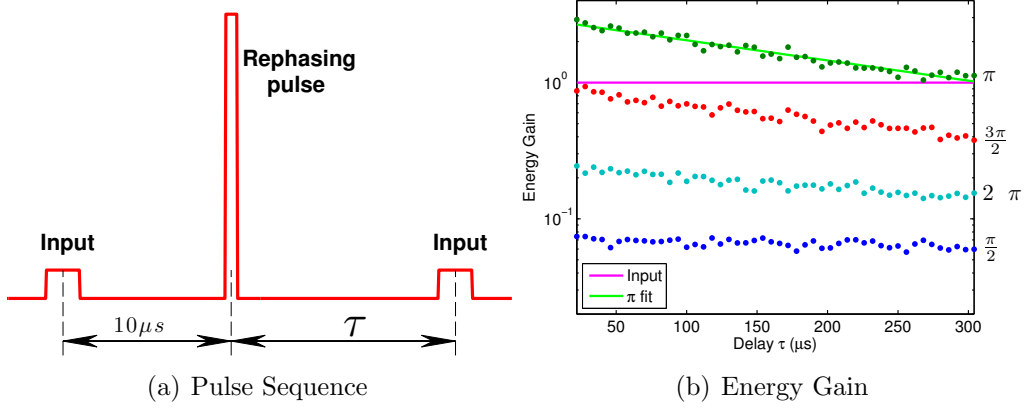 Rephasing
pulse
Input
Input
10μs
τ
(a) Pulse Sequence
Energy Gain
10⁰
10⁻¹
π
3π/2
2 π
π/2
Input
π fit
50
100
150
200
250
300
Delay τ (μs)
(b) Energy Gain